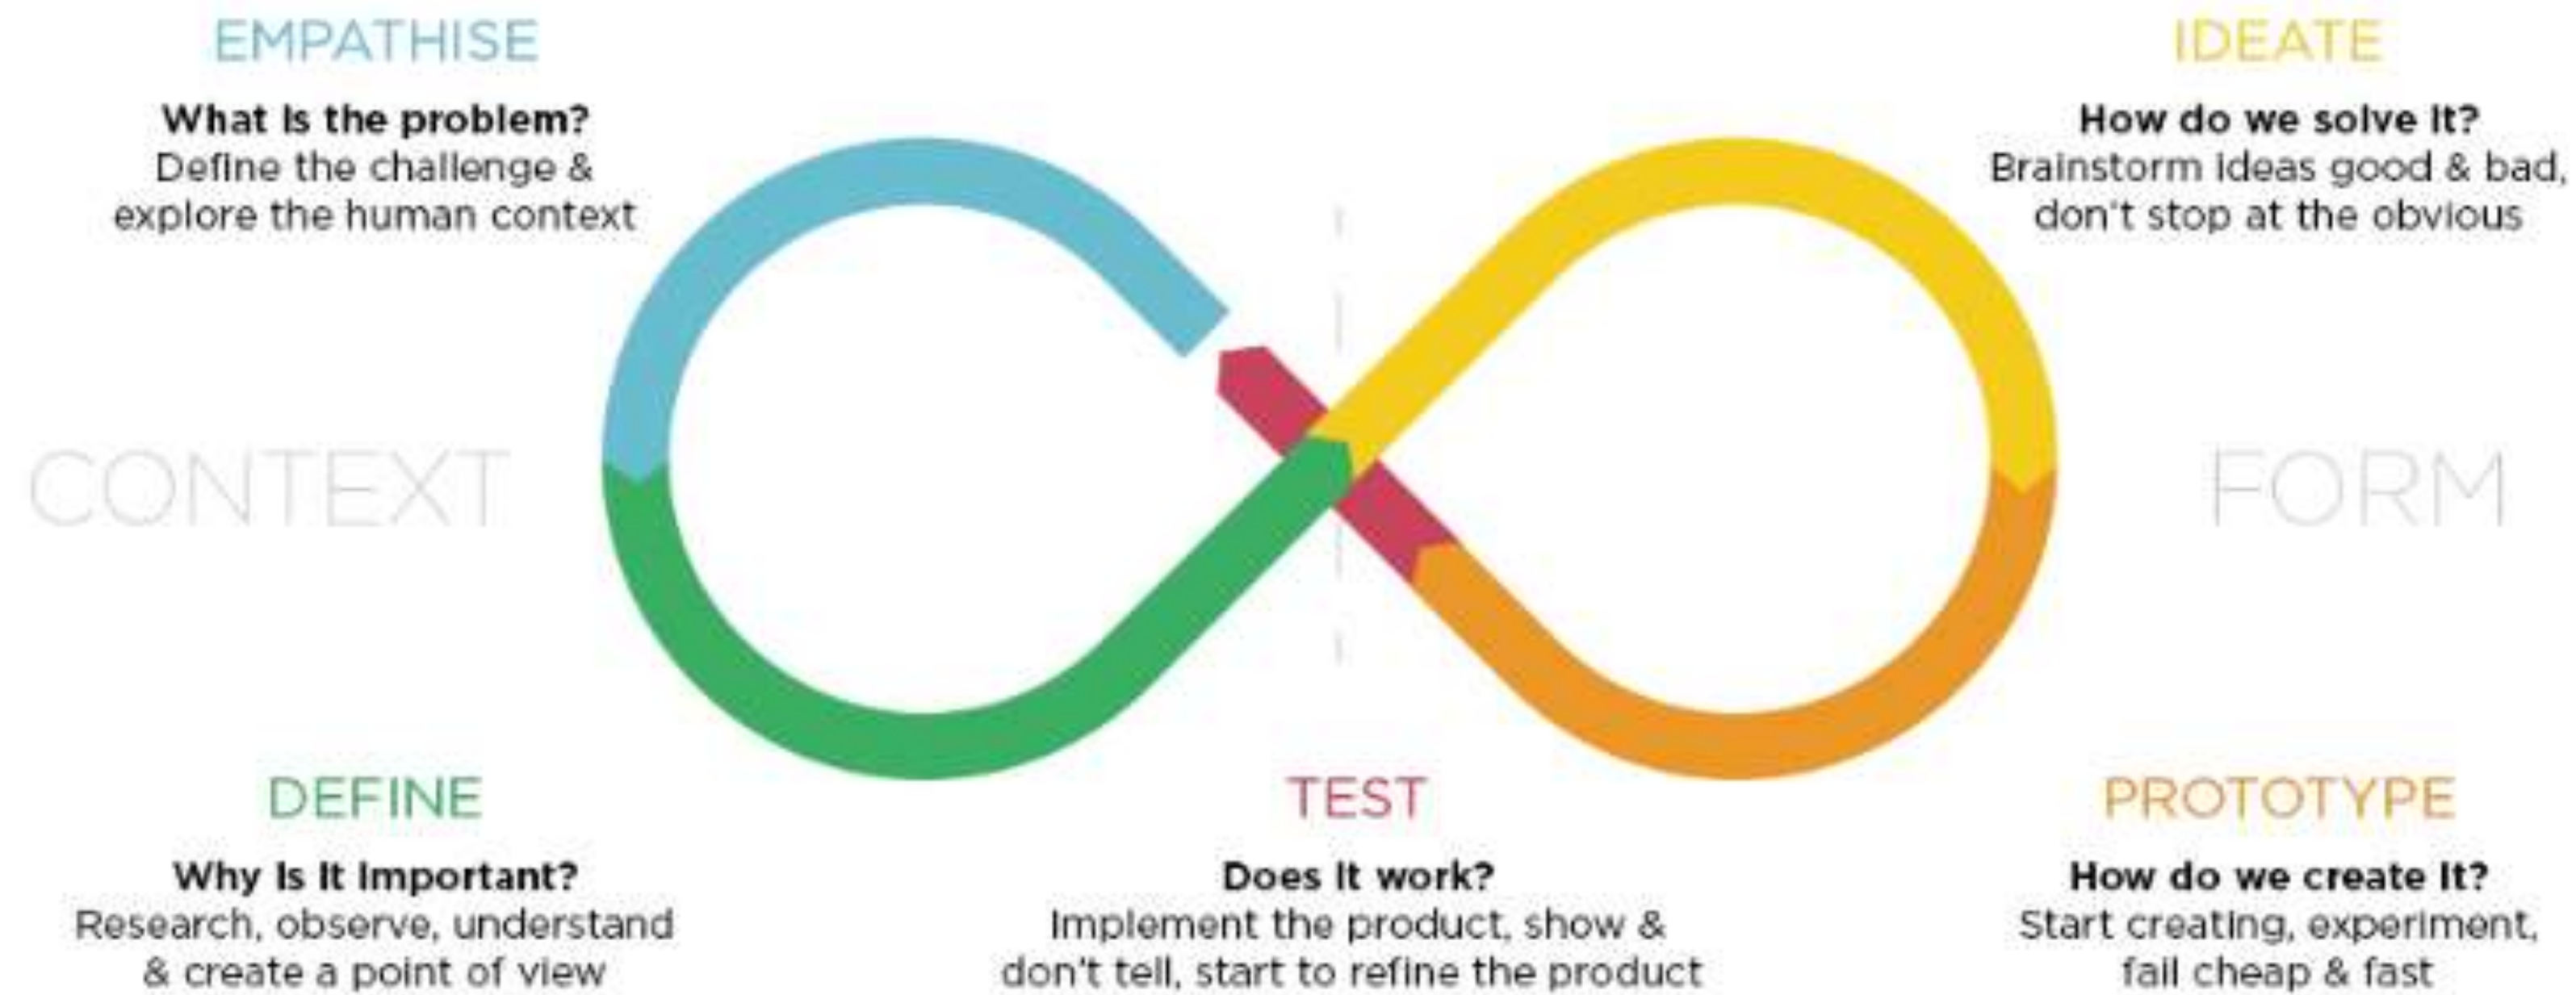 EMPATHISE
What is the problem?
Define the challenge &
explore the human context
IDEATE
How do we solve it?
Brainstorm ideas good & bad,
don't stop at the obvious
CONTEXT
FORM
DEFINE
Why is it important?
Research, observe, understand
& create a point of view
TEST
Does it work?
Implement the product, show &
don't tell, start to refine the product
PROTOTYPE
How do we create it?
Start creating, experiment,
fail cheap & fast